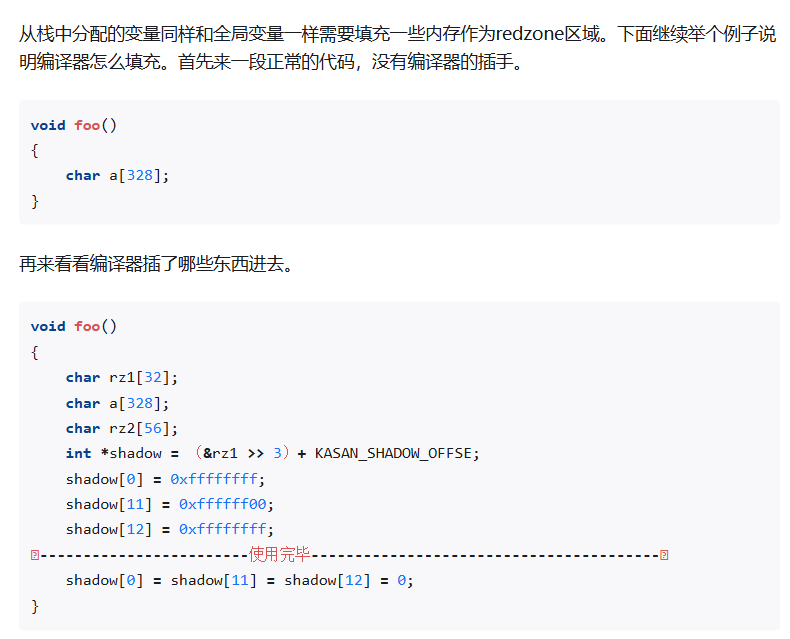 从栈中分配的变量同样和全局变量一样需要填充一些内存作为redzone区域。下面继续举个例子说
明编译器怎么填充。首先来一段正常的代码，没有编译器的插手。
void foo()
{
    char a[328];
}
再来看看编译器插了哪些东西进去。
void foo()
{
    char rz1[32];
    char a[328];
    char rz2[56];
    int *shadow = （&rz1 >> 3）+ KASAN_SHADOW_OFFSE;
    shadow[0] = 0xffffffff;
    shadow[11] = 0xffffff00;
    shadow[12] = 0xffffffff;
------------------------使用完毕----------------------------------------
    shadow[0] = shadow[11] = shadow[12] = 0;
}